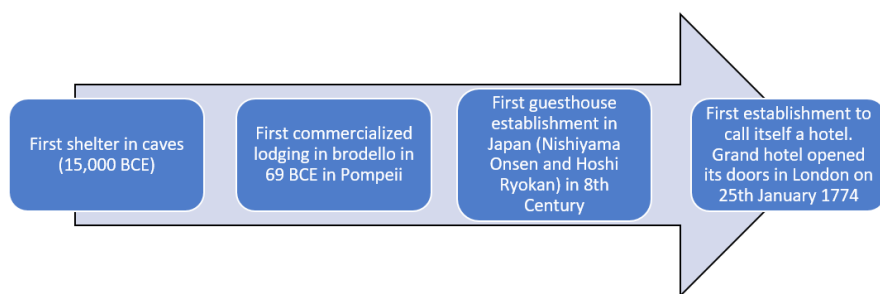 First shelter in caves
(15,000 BCE)
First commercialized
lodging in brodello in
69 BCE in Pompeii
First guesthouse
establishment in
Japan (Nishiyama
Onsen and Hoshi
Ryokan) in 8th
Century
First establishment to
call itself a hotel.
Grand hotel opened
its doors in London on
25th January 1774